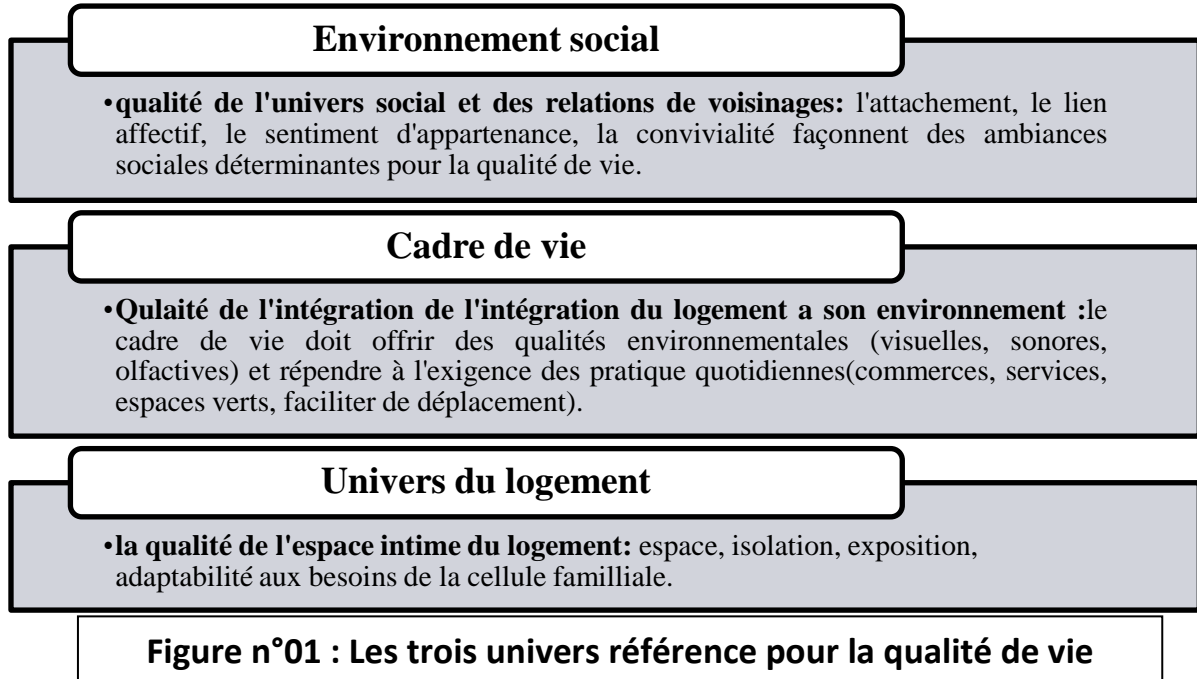 Environnement social
•qualité de l'univers social et des relations de voisinages: l'attachement, le lien
affectif, le sentiment d'appartenance, la convivialité façonnent des ambiances
sociales déterminantes pour la qualité de vie.
Cadre de vie
•Qulaité de l'intégration de l'intégration du logement a son environnement :le
cadre de vie doit offrir des qualités environnementales (visuelles, sonores,
olfactives) et répendre à l'exigence des pratique quotidiennes(commerces, services,
espaces verts, faciliter de déplacement).
Univers du logement
•la qualité de l'espace intime du logement: espace, isolation, exposition,
adaptabilité aux besoins de la cellule familliale.
Figure n°01 : Les trois univers référence pour la qualité de vie